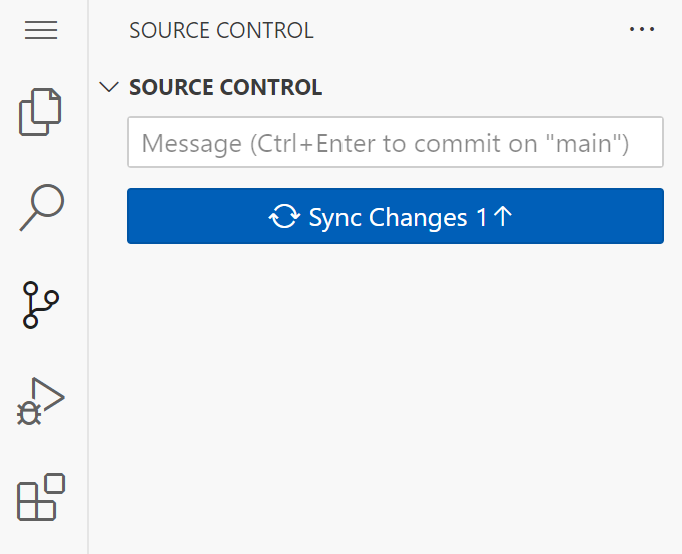 SOURCE CONTROL
SOURCE CONTROL
Message (Ctrl+Enter to commit on "main")
Sync Changes 1↑